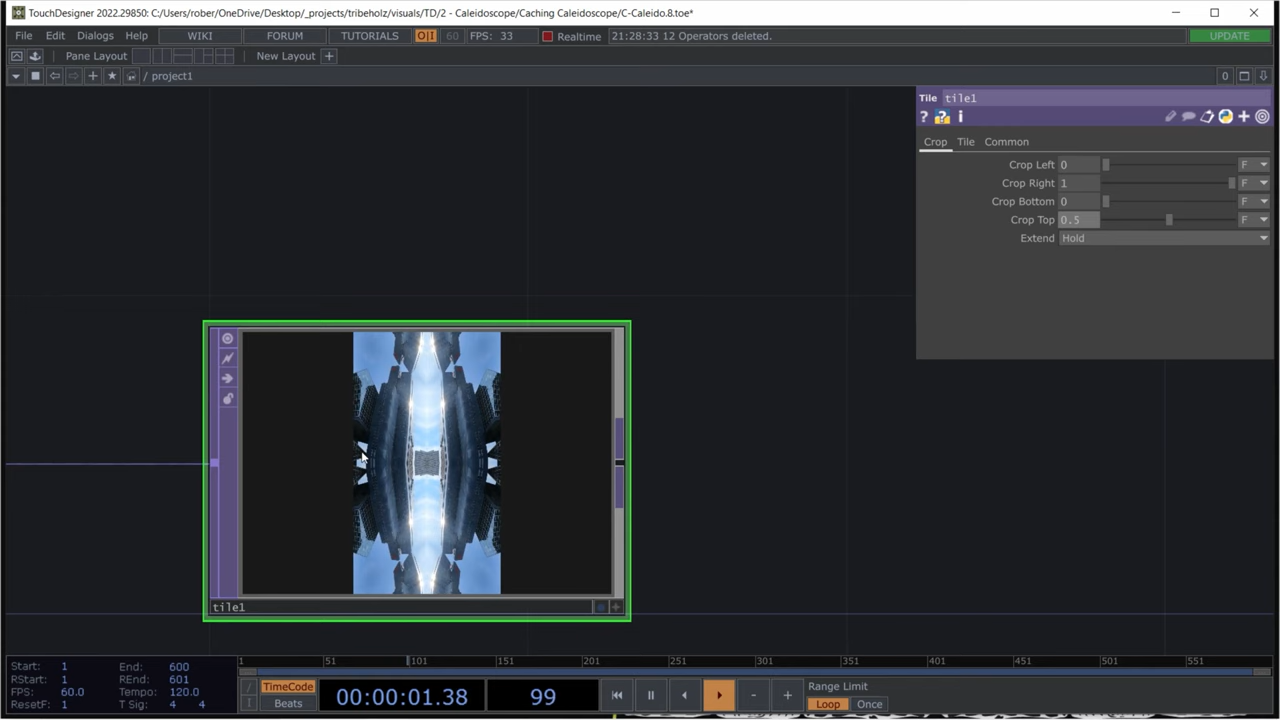 TouchDesigner 2022.29850: C:/Users/rober/OneDrive/Desktop/_projects/tribeholz/visuals/TD/2 - Caleidoscope/Caching Caleidoscope/C-Caleido.8.toe*
File Edit Dialogs Help WIKI FORUM TUTORIALS O|I 60 FPS: 33 Realtime 21:28:33 12 Operators deleted. UPDATE
Pane Layout New Layout +
/ project1 0
Tile tile1
? ? i
Crop Tile Common
Crop Left 0 F
Crop Right 1 F
Crop Bottom 0 F
Crop Top 0.5 F
Extend Hold
tile1
1 51 101 151 201 251 301 351 401 451 501 551
Start: 1 End: 600
RStart: 1 REnd: 601
FPS: 60.0 Tempo: 120.0
ResetF: 1 T Sig: 4 4
TimeCode
Beats
00:00:01.38 99
Range Limit
Loop Once